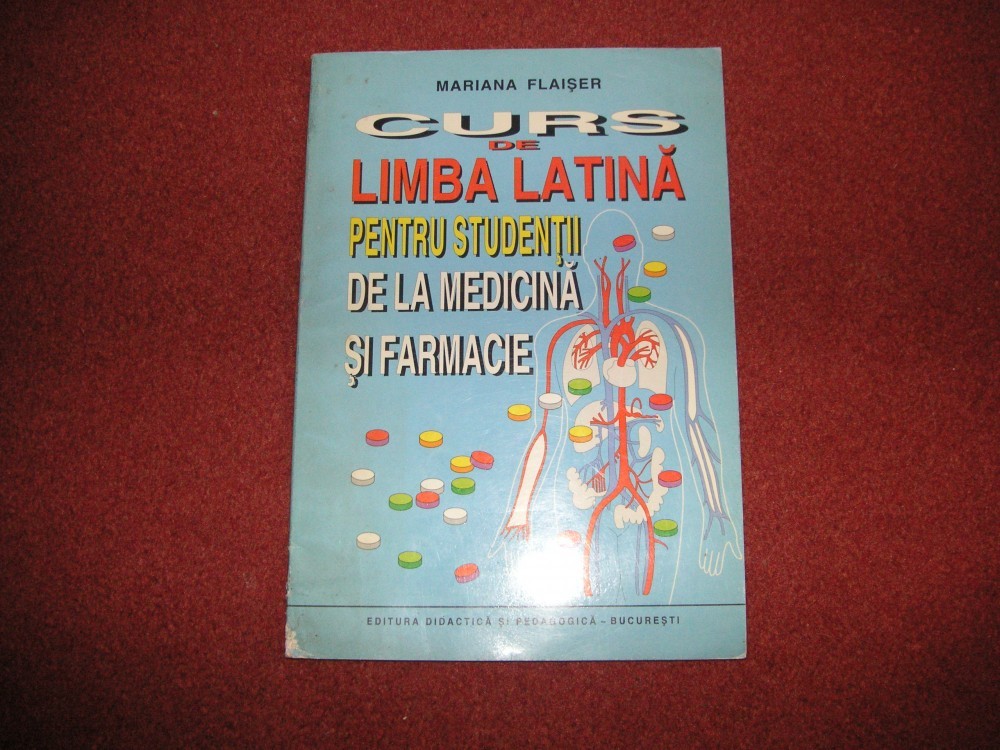 MARIANA FLAIŞER
CURS
DE
LIMBA LATINĂ
PENTRU STUDENŢII
DE LA MEDICINĂ
ŞI FARMACIE
EDITURA DIDACTICĂ ŞI PEDAGOGICĂ – BUCUREŞTI